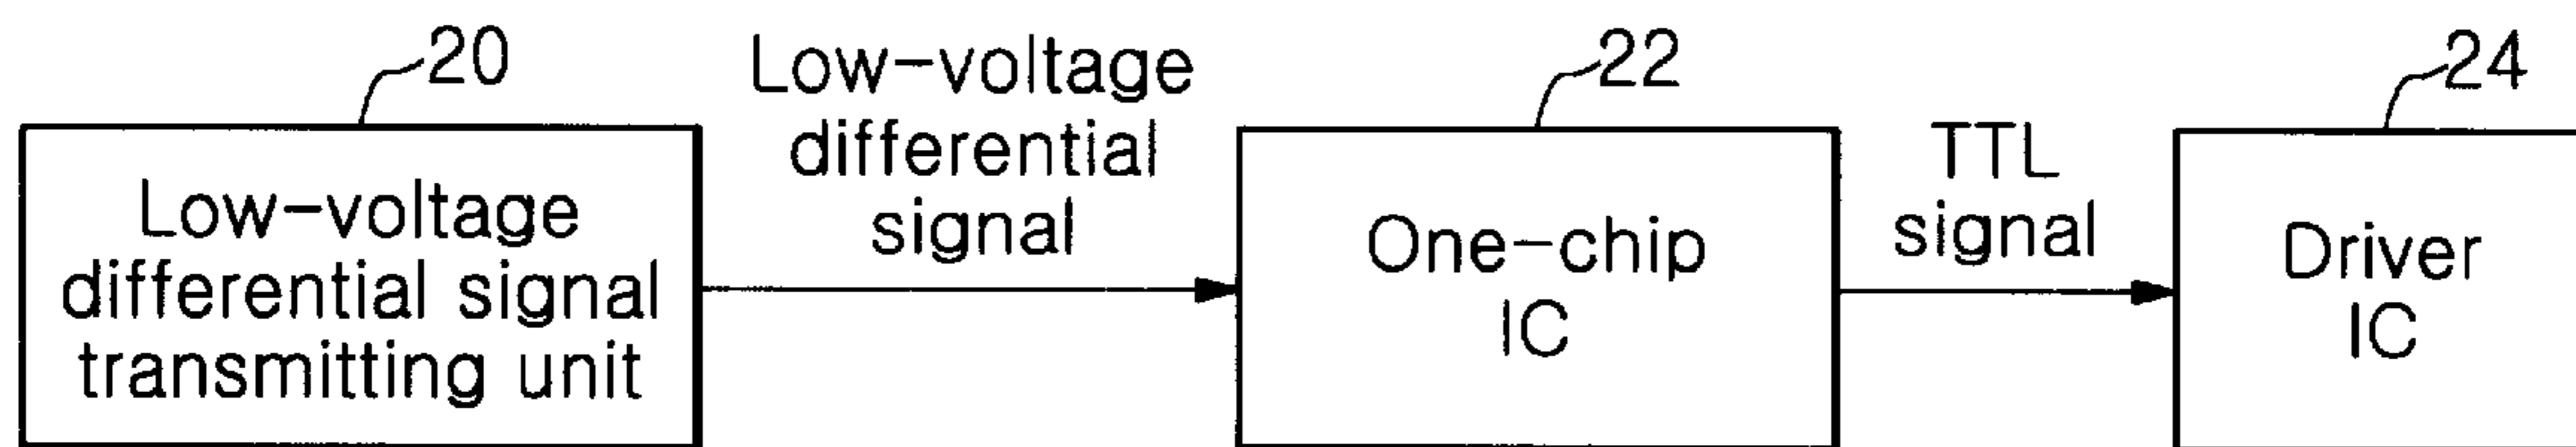 20
Low-voltage
differential signal
transmitting unit
Low-voltage
differential
signal
22
One-chip
IC
TTL
signal
24
Driver
IC